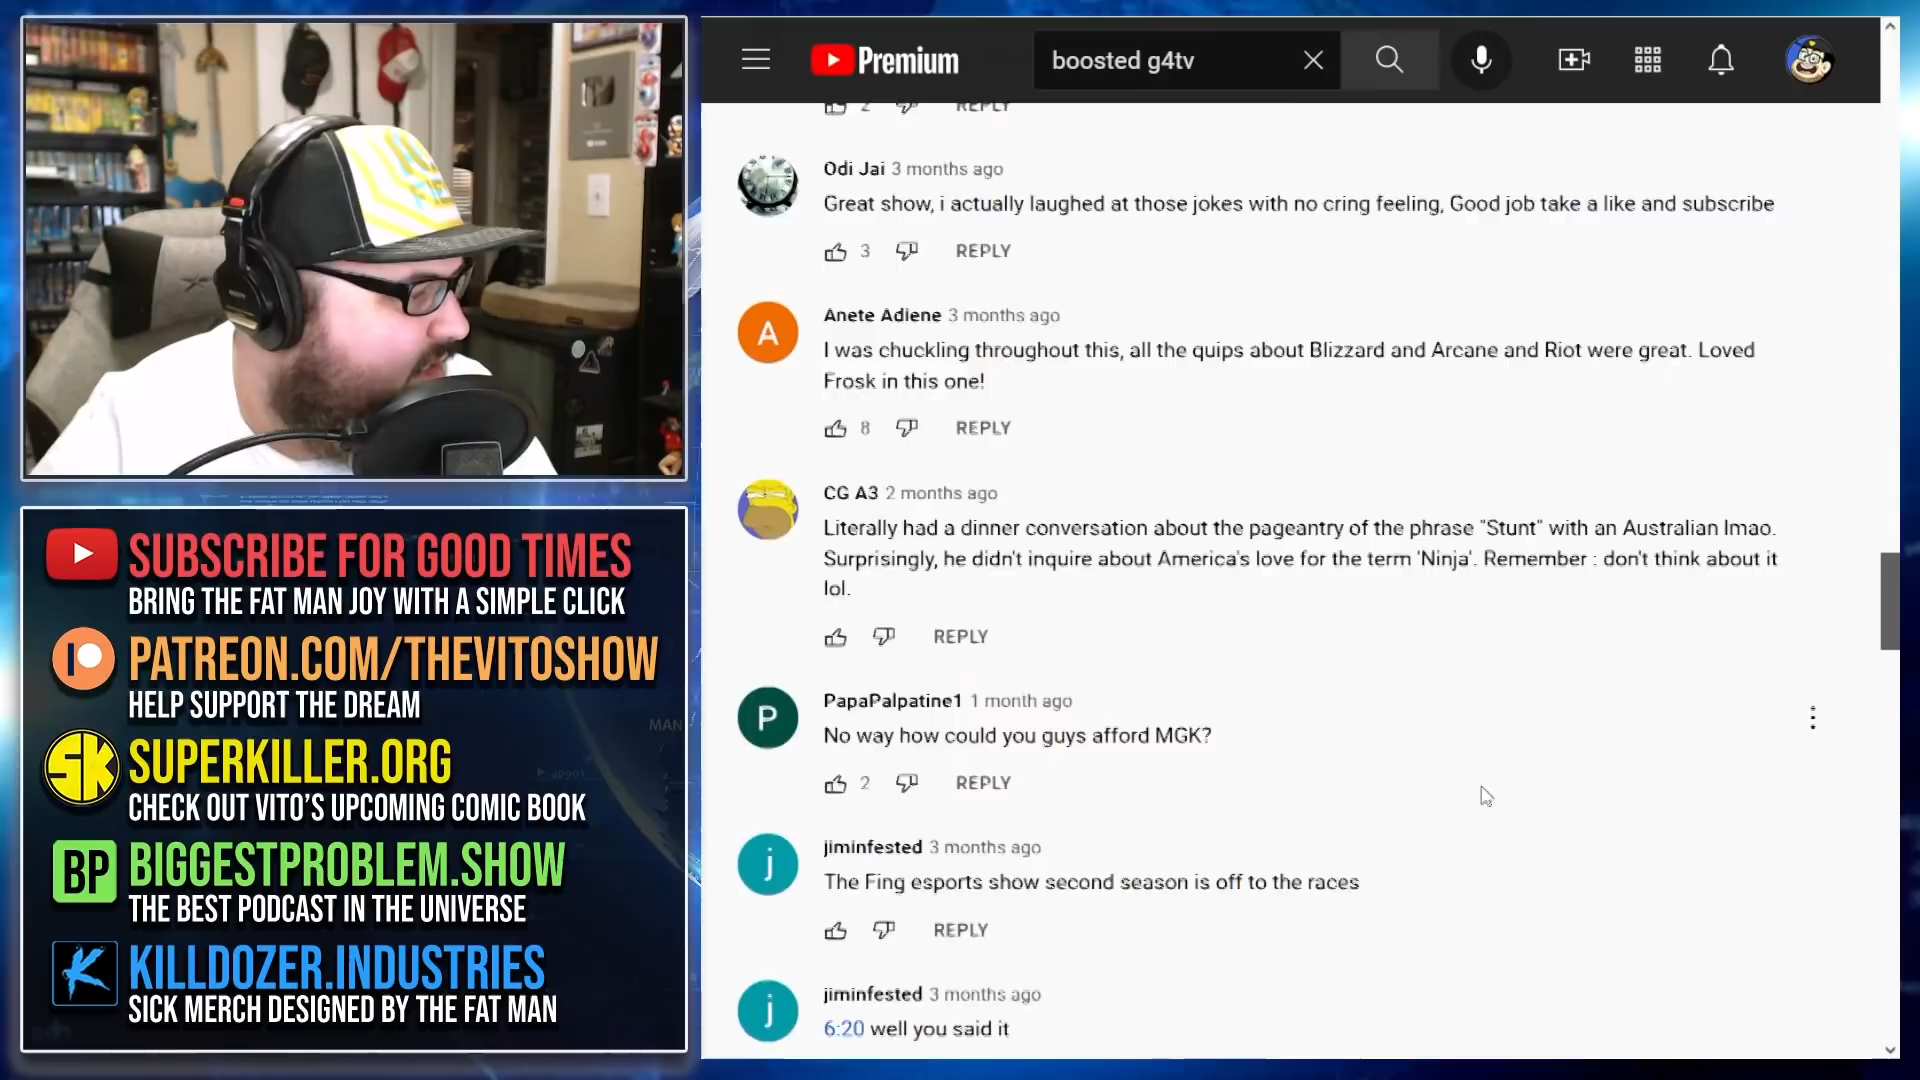 SUBSCRIBE FOR GOOD TIMES
BRING THE FAT MAN JOY WITH A SIMPLE CLICK
PATREON.COM/THEVITOSHOW
HELP SUPPORT THE DREAM
SK
SUPERKILLER.ORG
CHECK OUT VITO'S UPCOMING COMIC BOOK
BP
BIGGESTPROBLEM.SHOW
THE BEST PODCAST IN THE UNIVERSE
K
KILLDOZER.INDUSTRIES
SICK MERCH DESIGNED BY THE FAT MAN
Premium
boosted g4tv
2 REPLY
Odi Jai 3 months ago
Great show, i actually laughed at those jokes with no cring feeling, Good job take a like and subscribe
3 REPLY
A
Anete Adiene 3 months ago
I was chuckling throughout this, all the quips about Blizzard and Arcane and Riot were great. Loved
Frosk in this one!
8 REPLY
CG A3 2 months ago
Literally had a dinner conversation about the pageantry of the phrase "Stunt" with an Australian lmao.
Surprisingly, he didn't inquire about America's love for the term 'Ninja'. Remember : don't think about it
lol.
REPLY
P
PapaPalpatine1 1 month ago
No way how could you guys afford MGK?
2 REPLY
j
jiminfested 3 months ago
The Fing esports show second season is off to the races
REPLY
j
jiminfested 3 months ago
6:20 well you said it